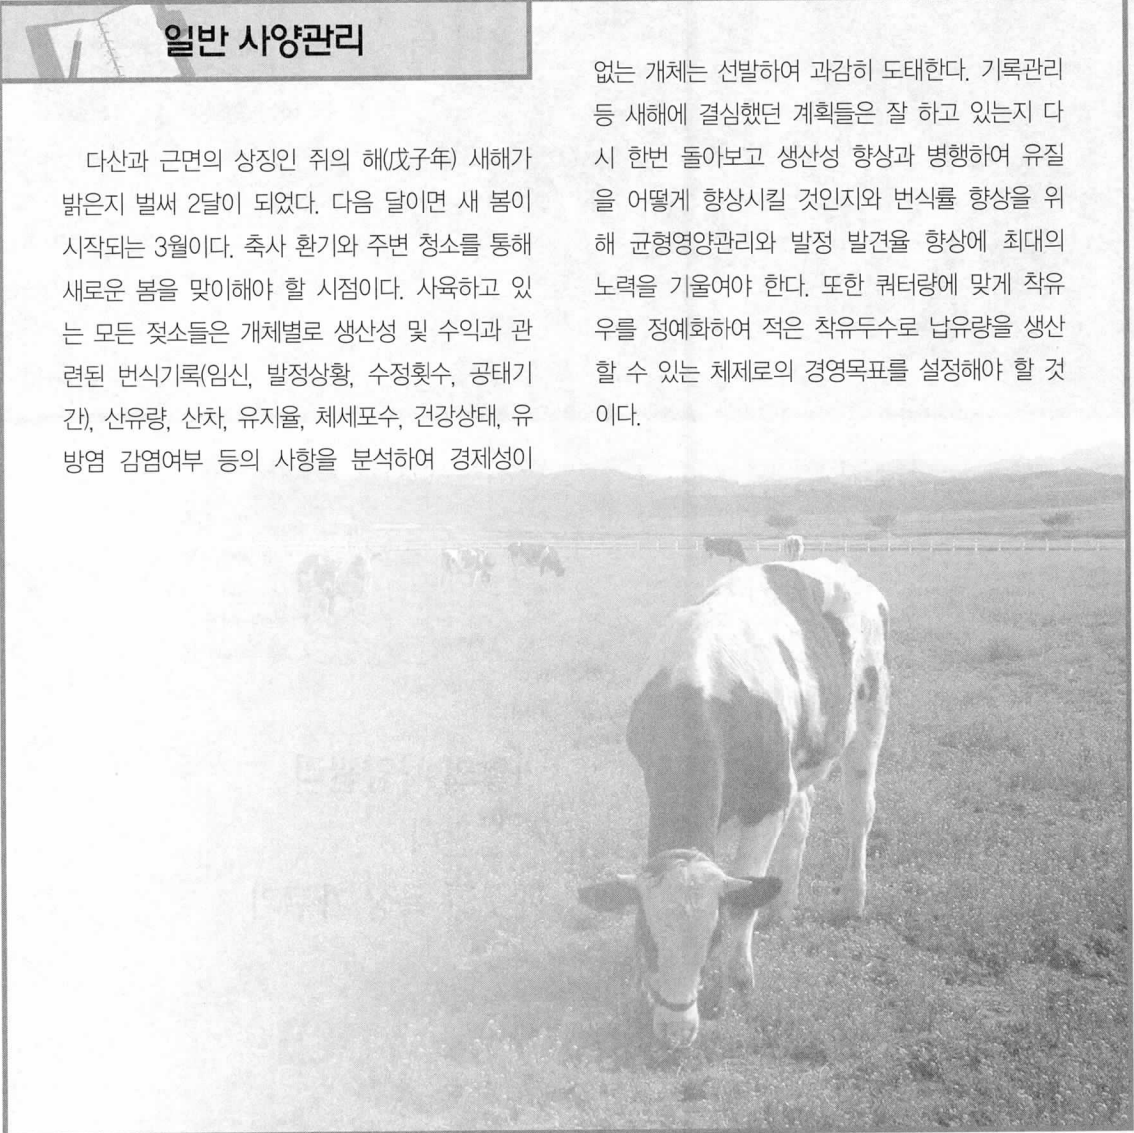 일반 사양관리
다산과 근면의 상징인 쥐의 해(戊子年) 새해가
밝은지 벌써 2달이 되었다. 다음 달이면 새 봄이
시작되는 3월이다. 축사 환기와 주변 청소를 통해
새로운 봄을 맞이해야 할 시점이다. 사육하고 있
는 모든 젖소들은 개체별로 생산성 및 수익과 관
련된 번식기록(임신, 발정상황, 수정횟수, 공태기
간), 산유량, 산차, 유지율, 체세포수, 건강상태, 유
방염 감염여부 등의 사항을 분석하여 경제성이
없는 개체는 선발하여 과감히 도태한다. 기록관리
등 새해에 결심했던 계획들은 잘 하고 있는지 다
시 한번 돌아보고 생산성 향상과 병행하여 유질
을 어떻게 향상시킬 것인지와 번식률 향상을 위
해 균형영양관리와 발정 발견율 향상에 최대의
노력을 기울여야 한다. 또한 쿼터량에 맞게 착유
우를 정예화하여 적은 착유두수로 납유량을 생산
할 수 있는 체제로의 경영목표를 설정해야 할 것
이다.